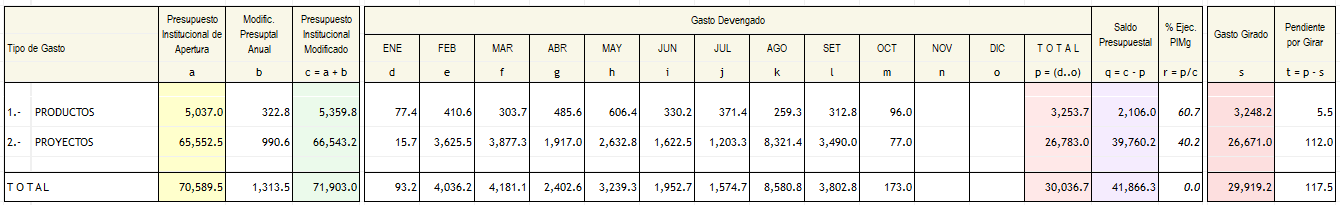 Tipo de Gasto | Presupuesto Institucional de Apertura | Modific. Presuptal Anual | Presupuesto Institucional Modificado | Gasto Devengado | Saldo Presupuestal | % Ejec. PIMg | Gasto Girado | Pendiente por Girar
ENE | FEB | MAR | ABR | MAY | JUN | JUL | AGO | SET | OCT | NOV | DIC | T O T A L
a | b | c = a + b | d | e | f | g | h | i | j | k | l | m | n | o | p = (d..o) | q = c - p | r = p/c | s | t = p - s
1.- | PRODUCTOS | 5,037.0 | 322.8 | 5,359.8 | 77.4 | 410.6 | 303.7 | 485.6 | 606.4 | 330.2 | 371.4 | 259.3 | 312.8 | 96.0 | 3,253.7 | 2,106.0 | 60.7 | 3,248.2 | 5.5
2.- | PROYECTOS | 65,552.5 | 990.6 | 66,543.2 | 15.7 | 3,625.5 | 3,877.3 | 1,917.0 | 2,632.8 | 1,622.5 | 1,203.3 | 8,321.4 | 3,490.0 | 77.0 | 26,783.0 | 39,760.2 | 40.2 | 26,671.0 | 112.0
T O T A L | 70,589.5 | 1,313.5 | 71,903.0 | 93.2 | 4,036.2 | 4,181.1 | 2,402.6 | 3,239.3 | 1,952.7 | 1,574.7 | 8,580.8 | 3,802.8 | 173.0 | 30,036.7 | 41,866.3 | 0.0 | 29,919.2 | 117.5